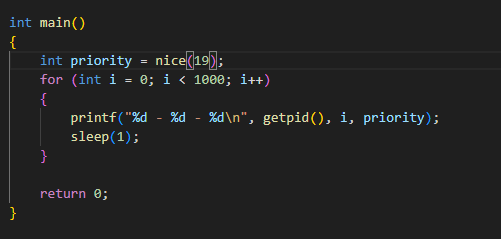 int main()
{
    int priority = nice(19);
    for (int i = 0; i < 1000; i++)
    {
        printf("%d - %d - %d\n", getpid(), i, priority);
        sleep(1);
    }

    return 0;
}